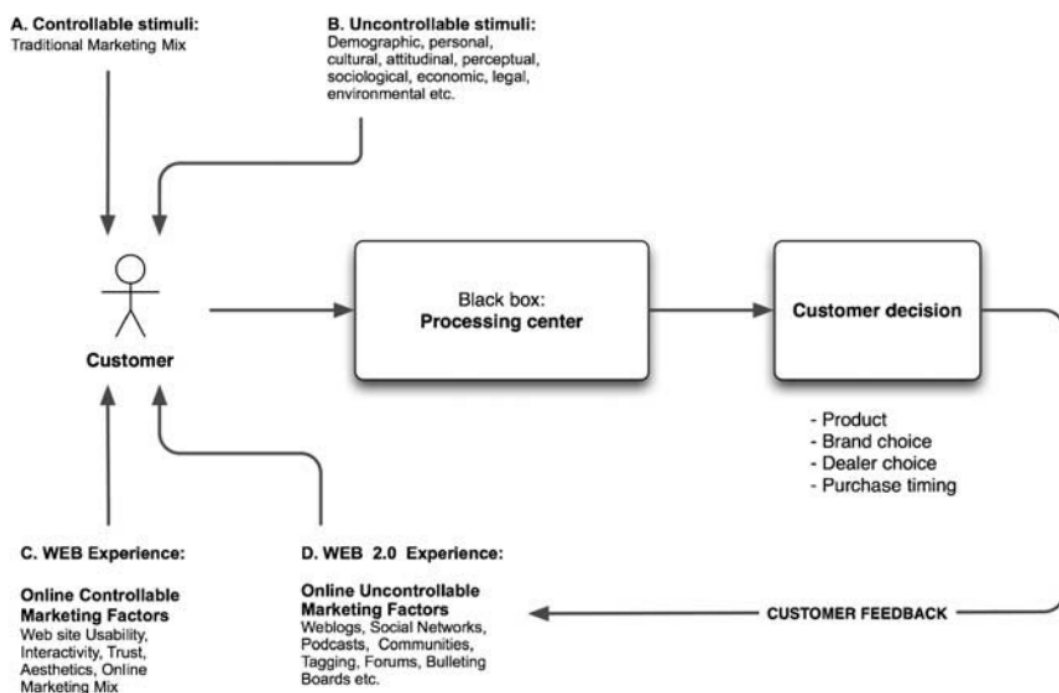 A. Controllable stimuli:
Traditional Marketing Mix
B. Uncontrollable stimuli:
Demographic, personal,
cultural, attitudinal, perceptual,
sociological, economic, legal,
environmental etc.
Customer
Black box:
Processing center
Customer decision
- Product
- Brand choice
- Dealer choice
- Purchase timing
C. WEB Experience:
Online Controllable
Marketing Factors
Web site Usability,
Interactivity, Trust,
Aesthetics, Online
Marketing Mix
D. WEB 2.0 Experience:
Online Uncontrollable
Marketing Factors
Weblogs, Social Networks,
Podcasts, Communities,
Tagging, Forums, Bulleting
Boards etc.
CUSTOMER FEEDBACK